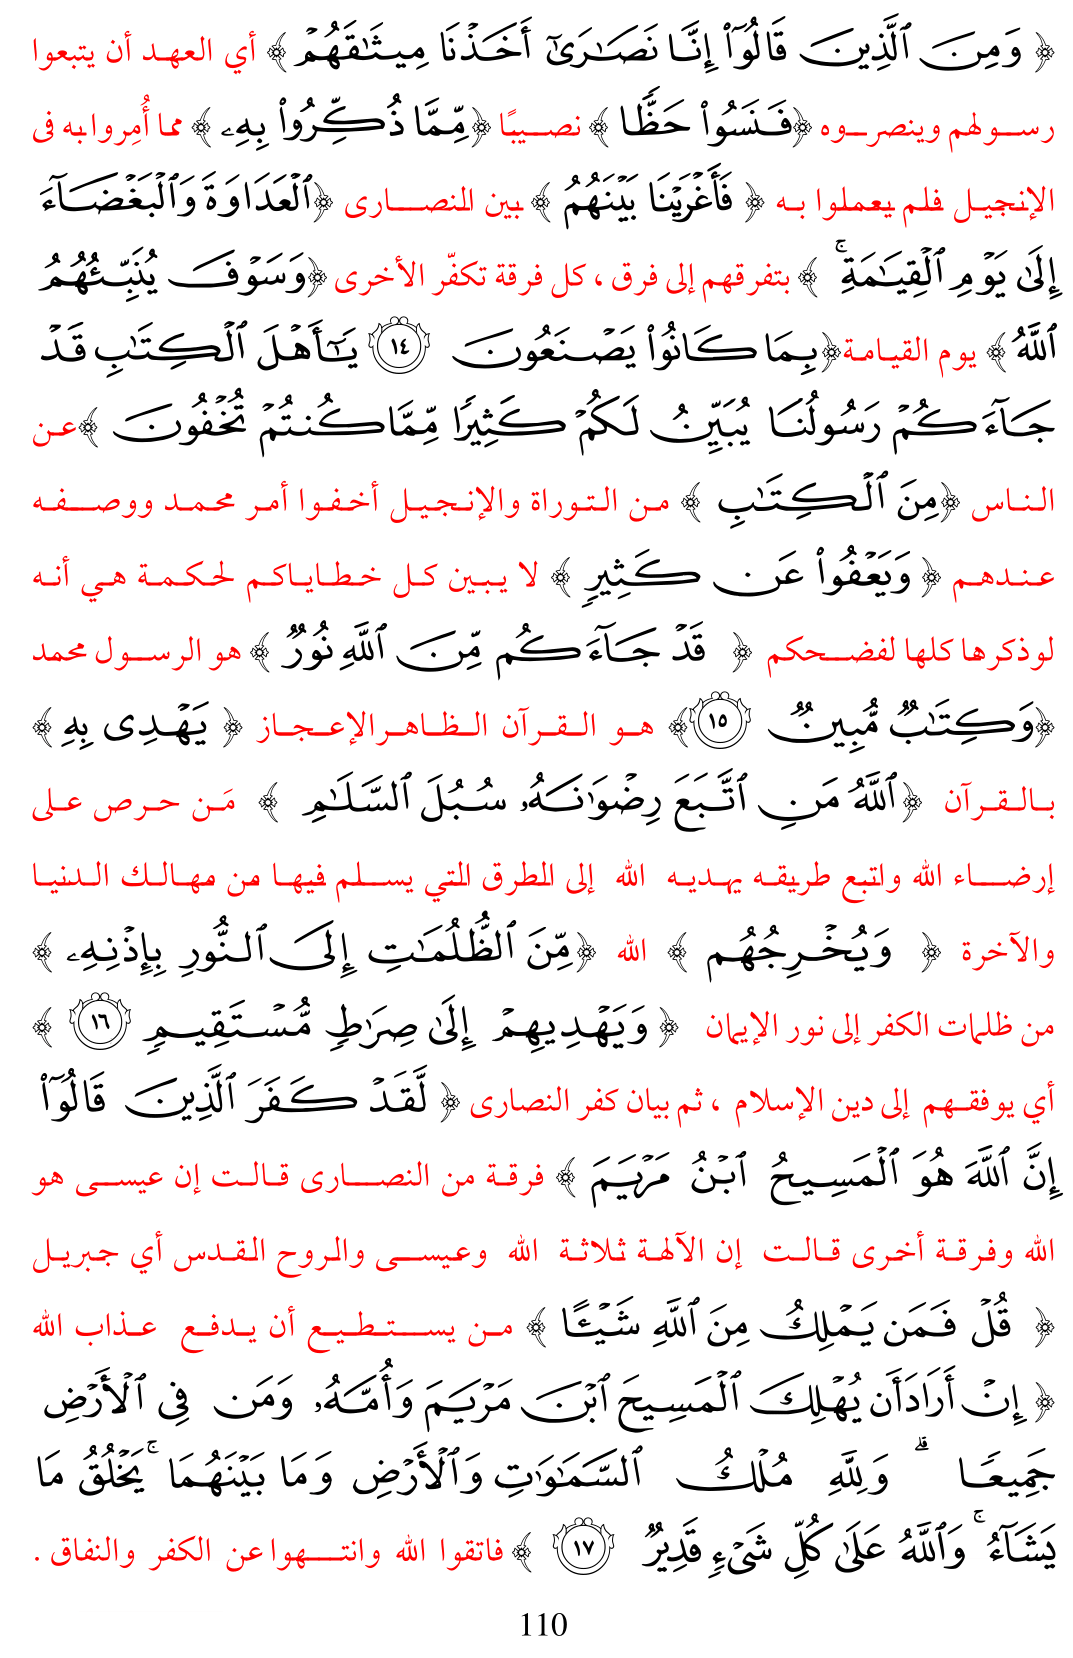 ﴿ وَمِنَ ٱلَّذِينَ قَالُوٓا۟ إِنَّا نَصَـٰرَىٰٓ أَخَذْنَا مِيثَـٰقَهُمْ ﴾ أي العهد أن يتبعوا
رسولهم وينصروه ﴿فَنَسُوا۟ حَظًّا ﴾ نصيبًا ﴿مِّمَّا ذُكِّرُوا۟ بِهِۦ ﴾ مما أُمِروا به فى
الإنجيل فلم يعملوا به ﴿ فَأَغْرَيْنَا بَيْنَهُمُ ﴾ بين النصارى ﴿ٱلْعَدَاوَةَ وَٱلْبَغْضَآءَ
إِلَىٰ يَوْمِ ٱلْقِيَـٰمَةِ ۚ ﴾ بتفرقهم إلى فرق ، كل فرقة تكفّر الأخرى ﴿وَسَوْفَ يُنَبِّئُهُمُ
ٱللَّهُ ﴾ يوم القيامة﴿بِمَا كَانُوا۟ يَصْنَعُونَ ١٤ يَـٰٓأَهْلَ ٱلْكِتَـٰبِ قَدْ
جَآءَكُمْ رَسُولُنَا يُبَيِّنُ لَكُمْ كَثِيرًا مِّمَّا كُنتُمْ تُخْفُونَ ﴾عن
الناس ﴿مِنَ ٱلْكِتَـٰبِ ﴾ من التوراة والإنجيل أخفوا أمر محمد ووصفه
عندهم ﴿ وَيَعْفُوا۟ عَن كَثِيرٍ ﴾ لا يبين كل خطاياكم لحكمة هي أنه
لو ذكرها كلها لفضحكم ﴿ قَدْ جَآءَكُم مِّنَ ٱللَّهِ نُورٌ ﴾ هو الرسول محمد
﴿وَكِتَـٰبٌ مُّبِينٌ ١٥ ﴾ هو القرآن الظاهر الإعجاز ﴿ يَهْدِى بِهِ ﴾
بالقرآن ﴿ٱللَّهُ مَنِ ٱتَّبَعَ رِضْوَٰنَهُۥ سُبُلَ ٱلسَّلَـٰمِ ﴾ مَن حرص على
إرضاء الله واتبع طريقه يهديه الله إلى الطرق التي يسلم فيها من مهالك الدنيا
والآخرة ﴿ وَيُخْرِجُهُم ﴾ الله ﴿مِّنَ ٱلظُّلُمَـٰتِ إِلَى ٱلنُّورِ بِإِذْنِهِۦ ﴾
من ظلمات الكفر إلى نور الإيمان ﴿ وَيَهْدِيهِمْ إِلَىٰ صِرَٰطٍ مُّسْتَقِيمٍ ١٦ ﴾
أي يوفقهم إلى دين الإسلام ، ثم بيان كفر النصارى ﴿ لَّقَدْ كَفَرَ ٱلَّذِينَ قَالُوٓا۟
إِنَّ ٱللَّهَ هُوَ ٱلْمَسِيحُ ٱبْنُ مَرْيَمَ ﴾ فرقة من النصارى قالت إن عيسى هو
الله وفرقة أخرى قالت إن الآلهة ثلاثة الله وعيسى والروح القدس أي جبريل
﴿ قُلْ فَمَن يَمْلِكُ مِنَ ٱللَّهِ شَيْـًٔا ﴾ من يستطيع أن يدفع عذاب الله
﴿ إِنْ أَرَادَ أَن يُهْلِكَ ٱلْمَسِيحَ ٱبْنَ مَرْيَمَ وَأُمَّهُۥ وَمَن فِى ٱلْأَرْضِ
جَمِيعًا ۗ وَلِلَّهِ مُلْكُ ٱلسَّمَـٰوَٰتِ وَٱلْأَرْضِ وَمَا بَيْنَهُمَا ۚ يَخْلُقُ مَا
يَشَآءُ ۚ وَٱللَّهُ عَلَىٰ كُلِّ شَىْءٍ قَدِيرٌ ١٧ ﴾ فاتقوا الله وانتهوا عن الكفر والنفاق .
110